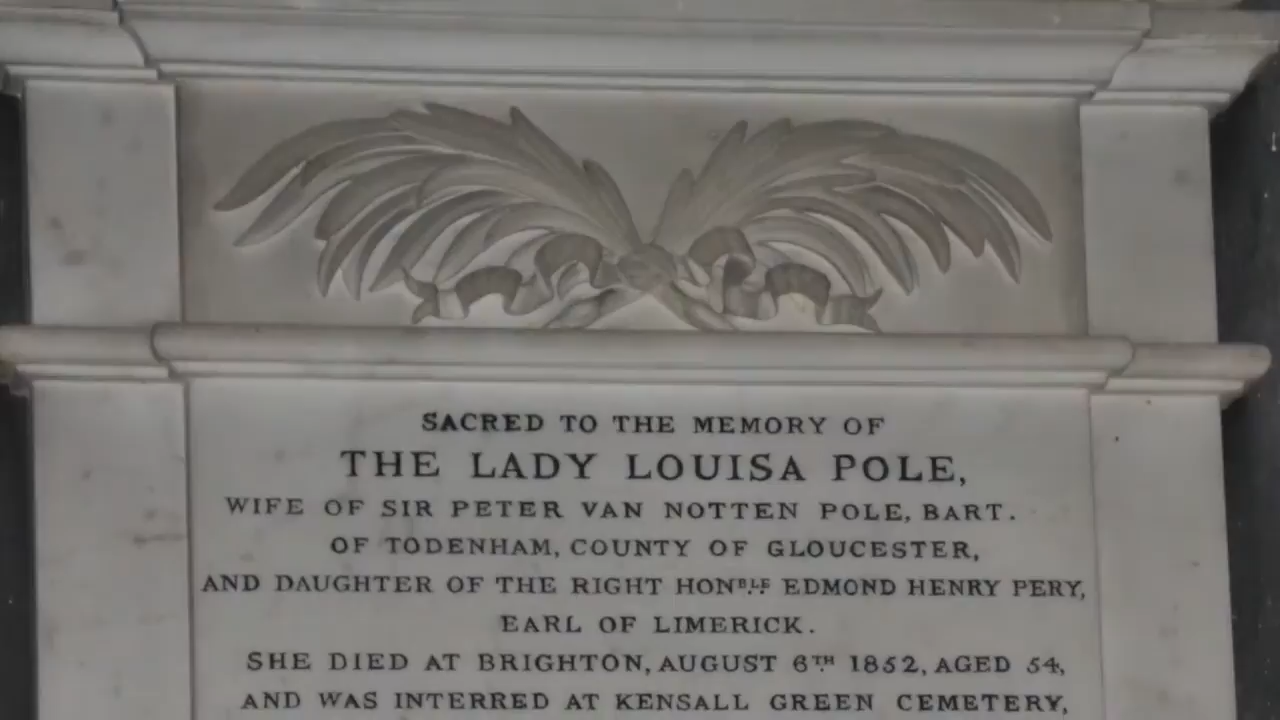 SACRED TO THE MEMORY OF
THE LADY LOUISA POLE,
WIFE OF SIR PETER VAN NOTTEN POLE, BART.
OF TODENHAM, COUNTY OF GLOUCESTER,
AND DAUGHTER OF THE RIGHT HONBLE EDMOND HENRY PERY,
EARL OF LIMERICK.
SHE DIED AT BRIGHTON, AUGUST 6TH 1852, AGED 54,
AND WAS INTERRED AT KENSALL GREEN CEMETERY,